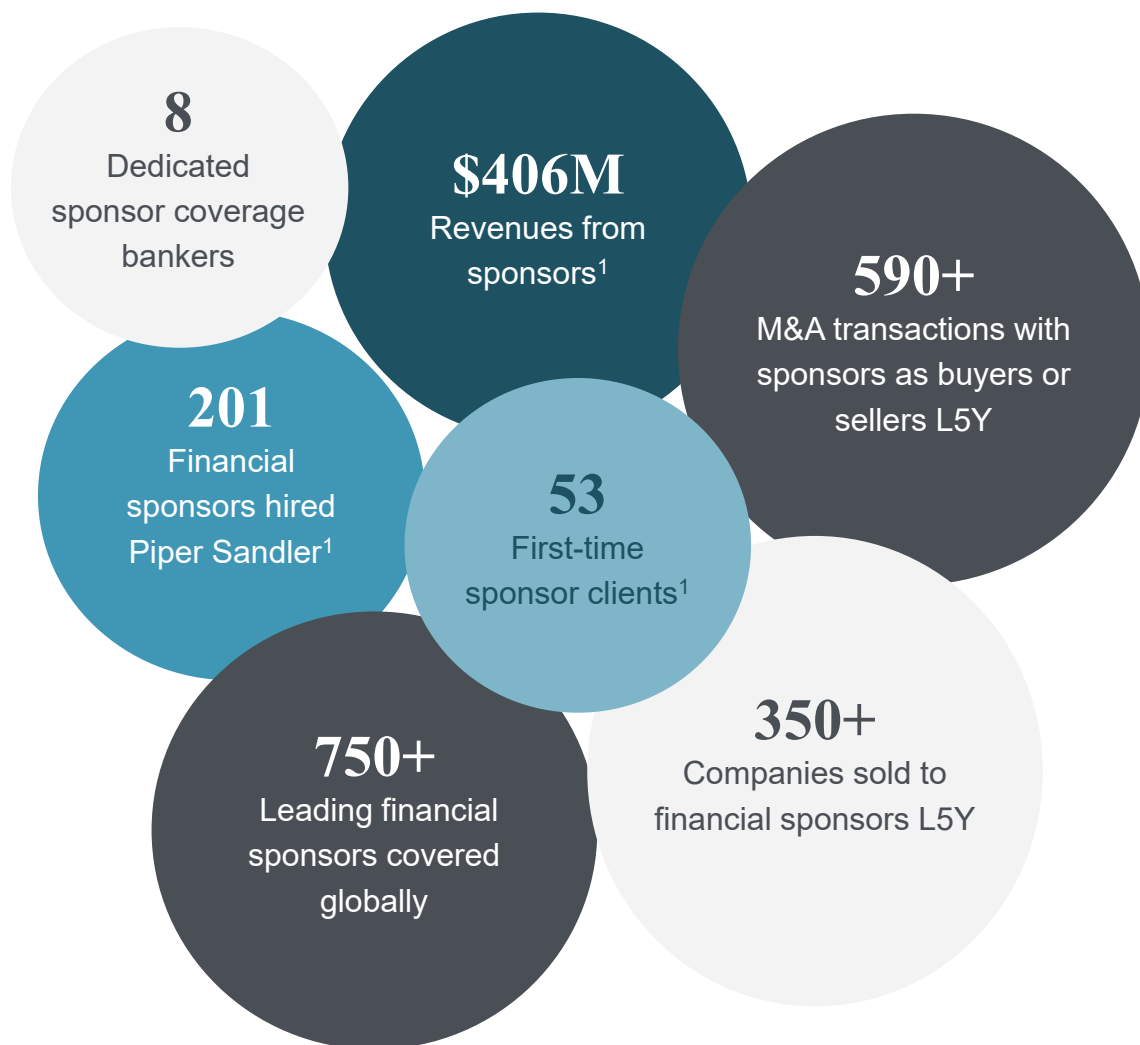 8
Dedicated
sponsor coverage
bankers
$406M
Revenues from
sponsors¹
590+
M&A transactions with
sponsors as buyers or
sellers L5Y
201
Financial
sponsors hired
Piper Sandler¹
53
First-time
sponsor clients¹
750+
Leading financial
sponsors covered
globally
350+
Companies sold to
financial sponsors L5Y